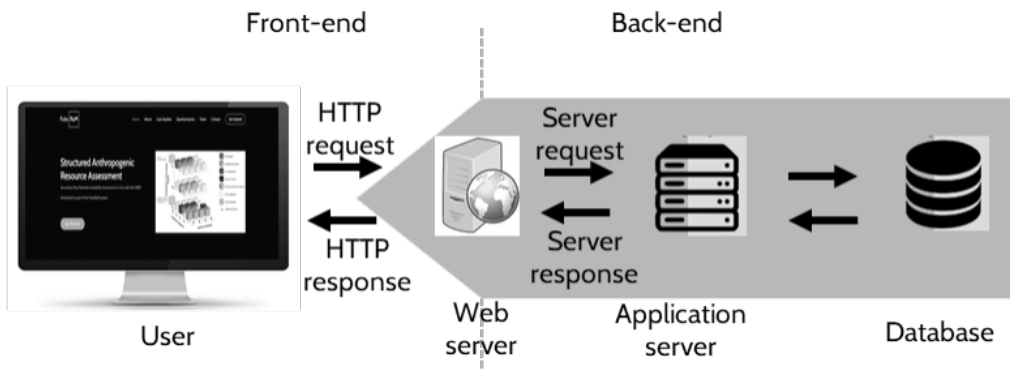 Front-end
Back-end
HTTP
request
HTTP
response
Server
request
Server
response
Structured Anthropogenic
Resource Assessment
User
Web
server
Application
server
Database